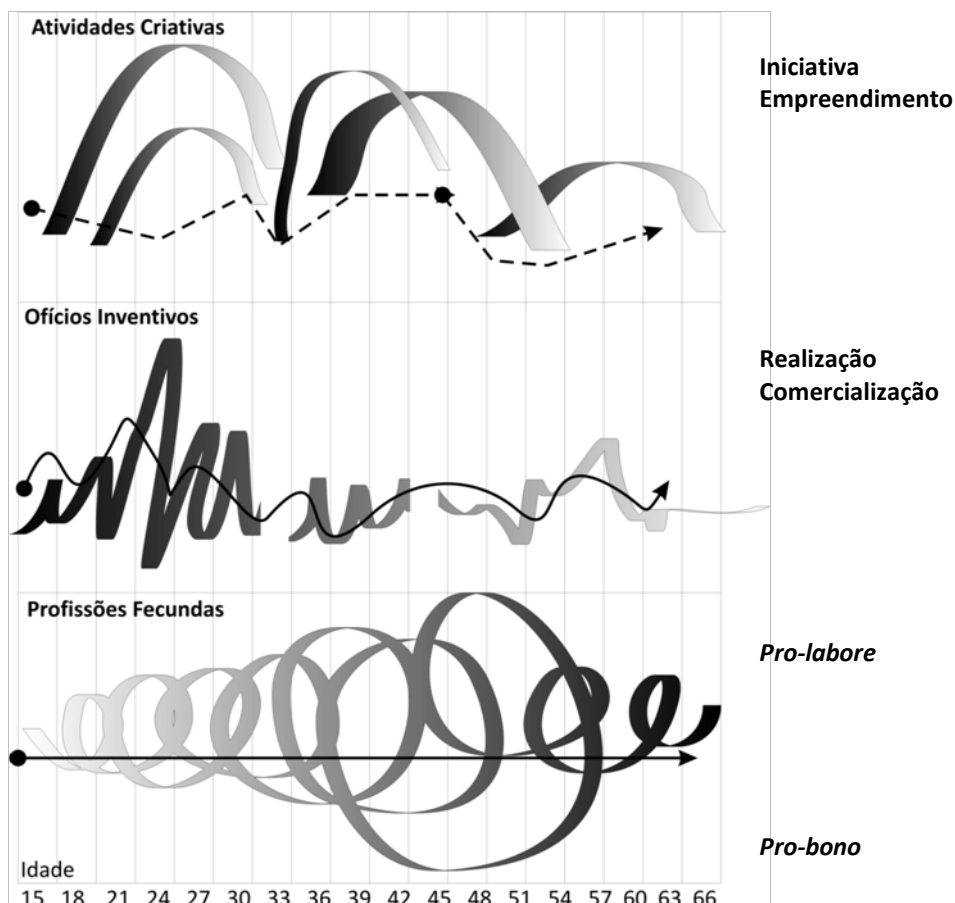 Atividades Criativas
Iniciativa
Empreendimento
Ofícios Inventivos
Realização
Comercialização
Profissões Fecundas
Pro-labore
Pro-bono
Idade
15 18 21 24 27 30 33 36 39 42 45 48 51 54 57 60 63 66